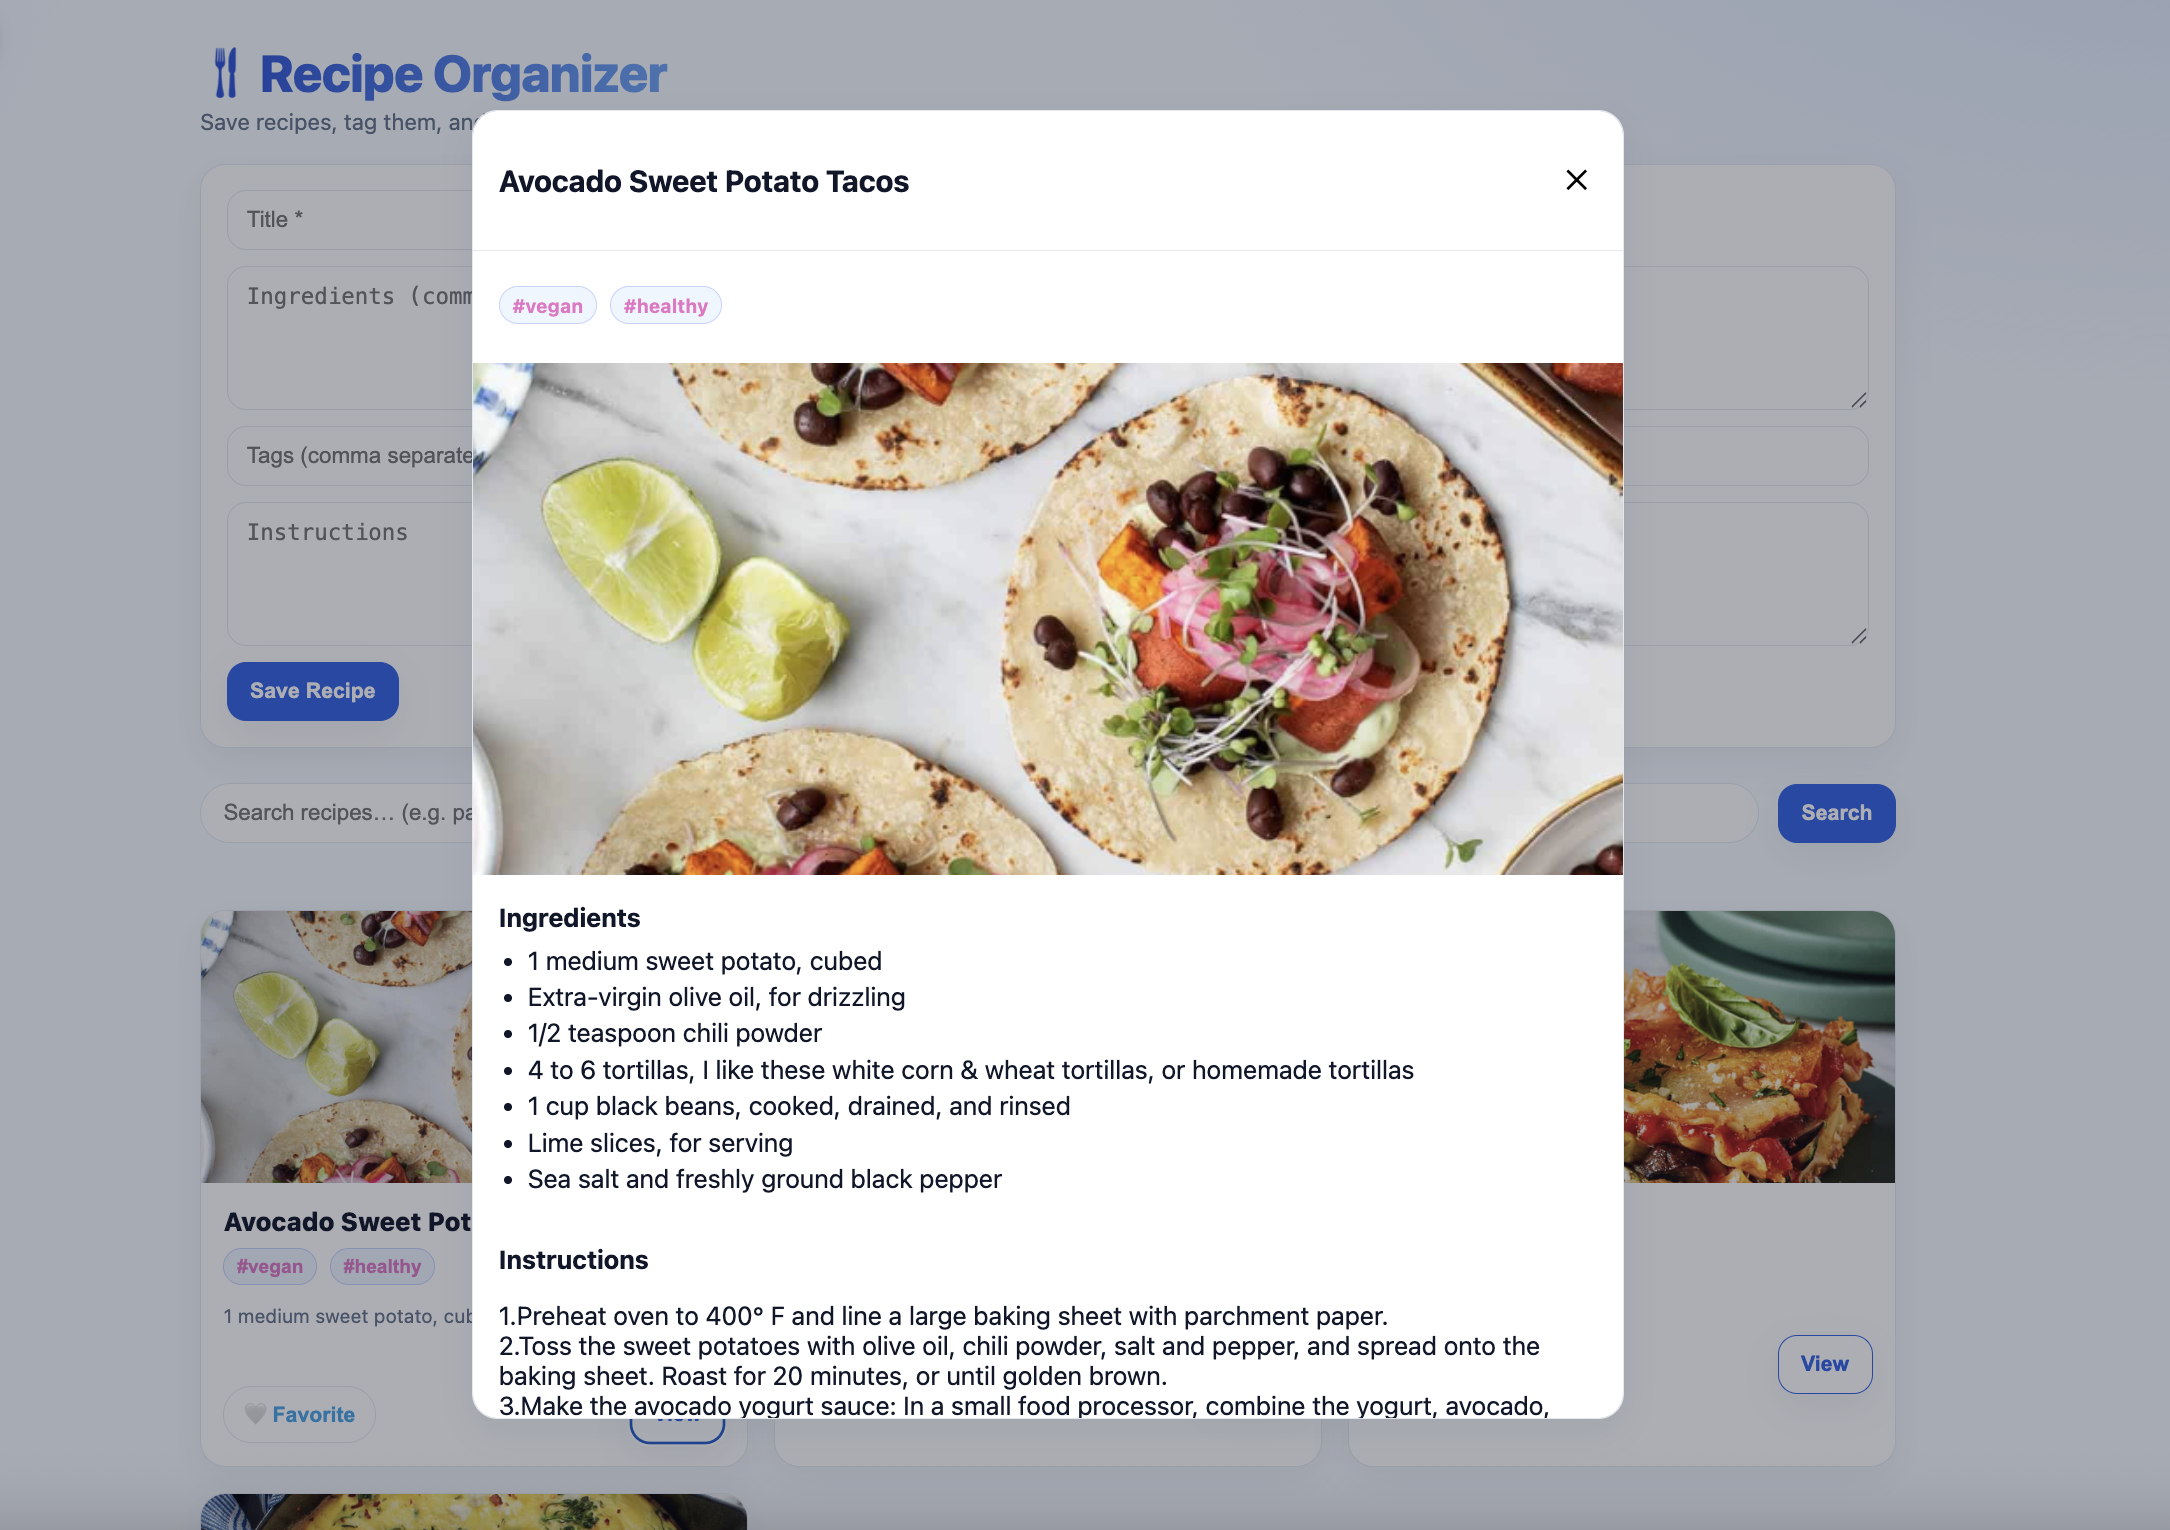 Recipe Organizer
Save recipes, tag them, and
Avocado Sweet Potato Tacos
#vegan #healthy
Title *
Ingredients (comm
Tags (comma separate
Instructions
Save Recipe
Search recipes... (e.g. pa
Search
Ingredients
• 1 medium sweet potato, cubed
• Extra-virgin olive oil, for drizzling
• 1/2 teaspoon chili powder
• 4 to 6 tortillas, I like these white corn & wheat tortillas, or homemade tortillas
• 1 cup black beans, cooked, drained, and rinsed
• Lime slices, for serving
• Sea salt and freshly ground black pepper
Instructions
1.Preheat oven to 400° F and line a large baking sheet with parchment paper.
2.Toss the sweet potatoes with olive oil, chili powder, salt and pepper, and spread onto the
baking sheet. Roast for 20 minutes, or until golden brown.
3.Make the avocado yogurt sauce: In a small food processor, combine the yogurt, avocado,
Avocado Sweet Pot
#vegan #healthy
1 medium sweet potato, cub
🤍 Favorite
View
View